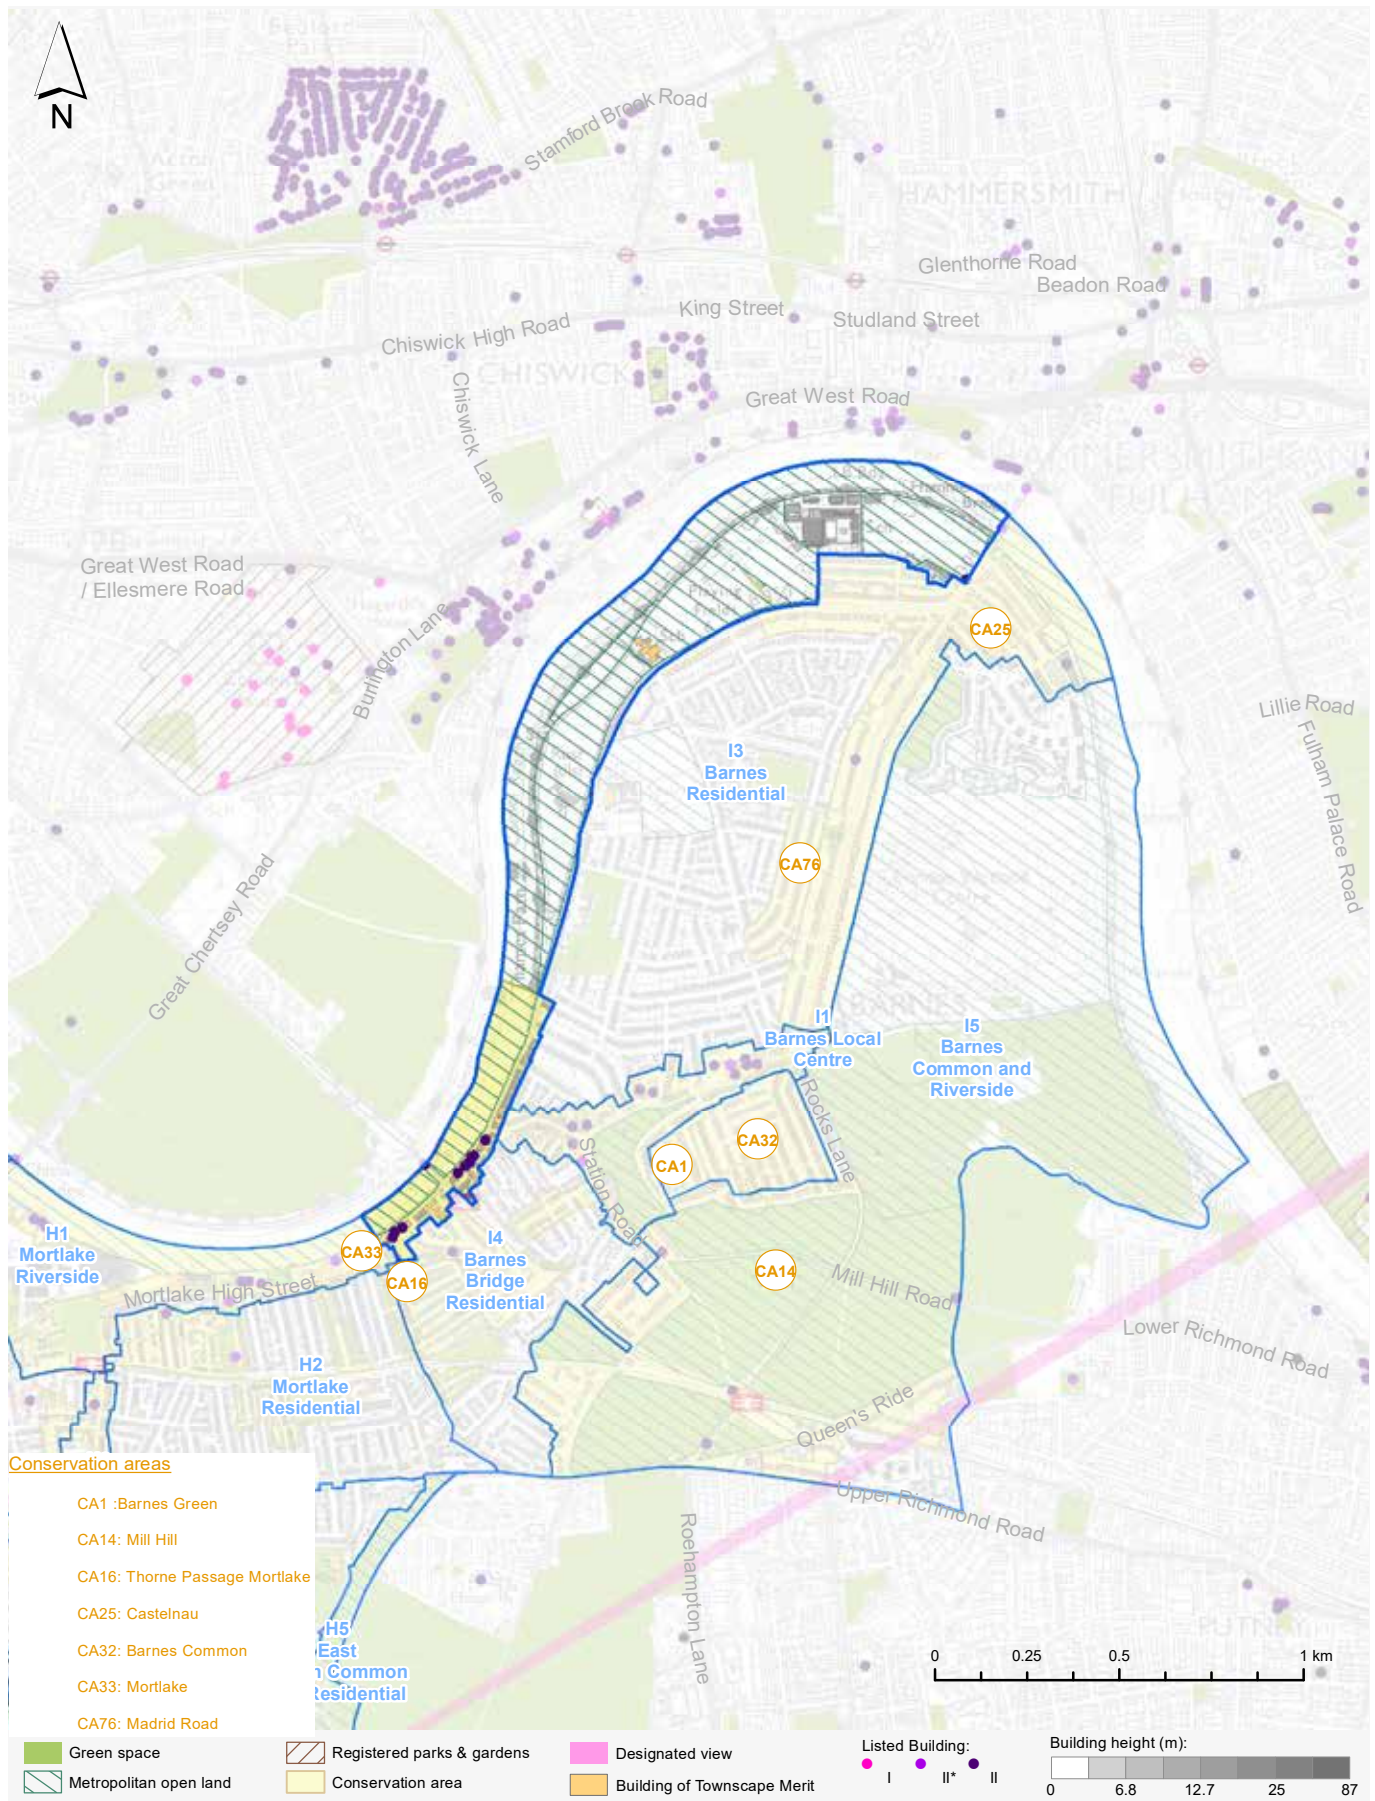 N
Stamford Brook Road
HAMMERSMITH
Glenthorne Road
Beadon Road
King Street
Studland Street
Chiswick High Road
CHISWICK
Chiswick Lane
Great West Road
Great West Road
/ Ellesmere Road
Burlington Lane
Playing
Fields
Sch
CA25
Lillie Road
Fulham Palace Road
I3
Barnes
Residential
CA76
Great Chertsey Road
I1
Barnes Local
Centre
I5
Barnes
Common and
Riverside
Rocks Lane
CA32
CA1
Station Road
H1
Mortlake
Riverside
CA33
CA16
I4
Barnes
Bridge
Residential
CA14
Mill Hill Road
Mortlake High Street
Lower Richmond Road
H2
Mortlake
Residential
Queen's Ride
Upper Richmond Road
Roehampton Lane
PUTNEY
Conservation areas
CA1 :Barnes Green
CA14: Mill Hill
CA16: Thorne Passage Mortlake
CA25: Castelnau
CA32: Barnes Common
CA33: Mortlake
CA76: Madrid Road
H5
East
n Common
Residential
0 0.25 0.5 1 km
Green space
Metropolitan open land
Registered parks & gardens
Conservation area
Designated view
Building of Townscape Merit
Listed Building:
I II* II
Building height (m):
0 6.8 12.7 25 87